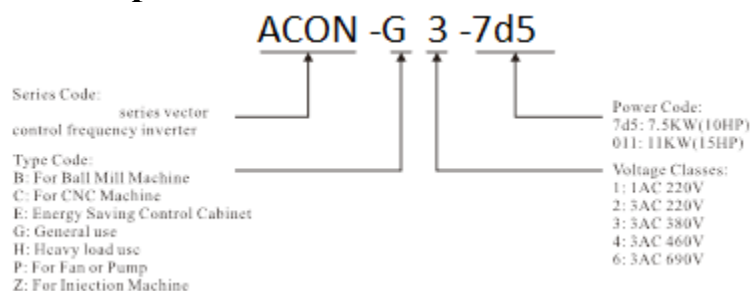 ACON -G 3 -7d5
Series Code:
series vector
control frequency inverter
Type Code:
B: For Ball Mill Machine
C: For CNC Machine
E: Energy Saving Control Cabinet
G: General use
H: Heavy load use
P: For Fan or Pump
Z: For Injection Machine
Power Code:
7d5: 7.5KW(10HP)
011: 11KW(15HP)
Voltage Classes:
1: 1AC 220V
2: 3AC 220V
3: 3AC 380V
4: 3AC 460V
6: 3AC 690V